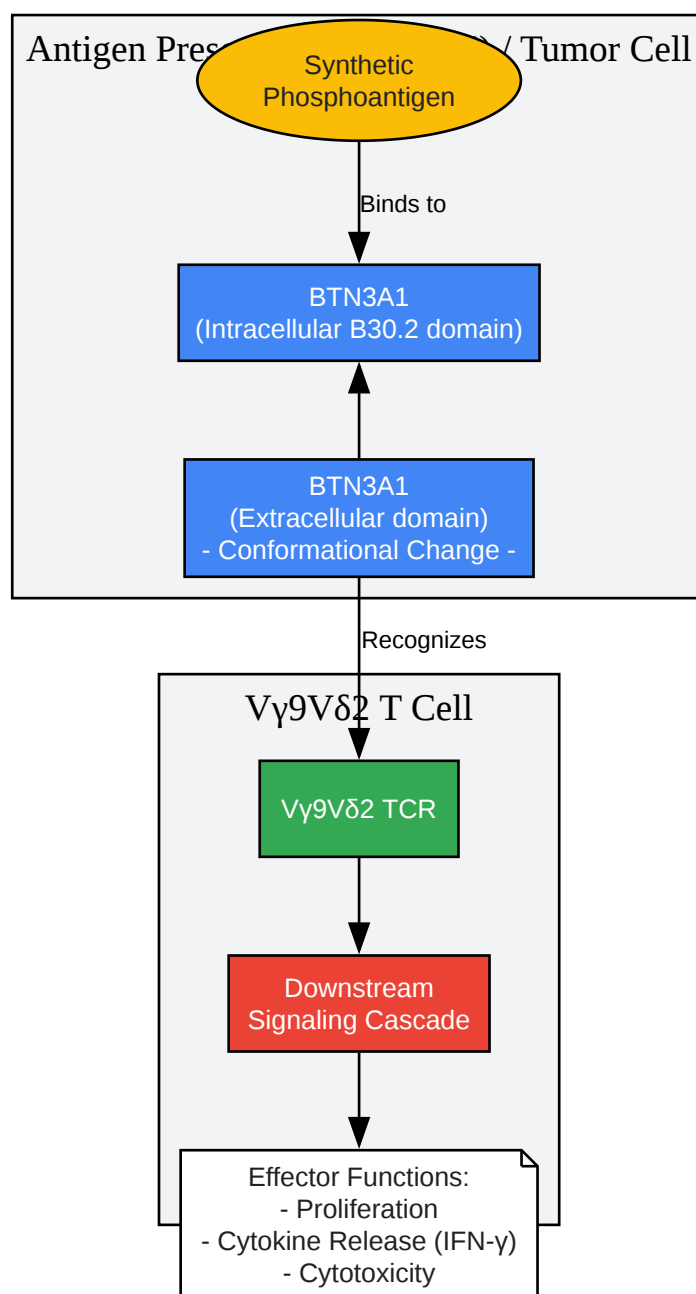 Antigen Pres) / Tumor Cell
Synthetic
Phosphoantigen
Binds to
BTN3A1
(Intracellular B30.2 domain)
BTN3A1
(Extracellular domain)
- Conformational Change -
Recognizes
Vγ9Vδ2 T Cell
Vγ9Vδ2 TCR
Downstream
Signaling Cascade
Effector Functions:
- Proliferation
- Cytokine Release (IFN-γ)
- Cytotoxicity